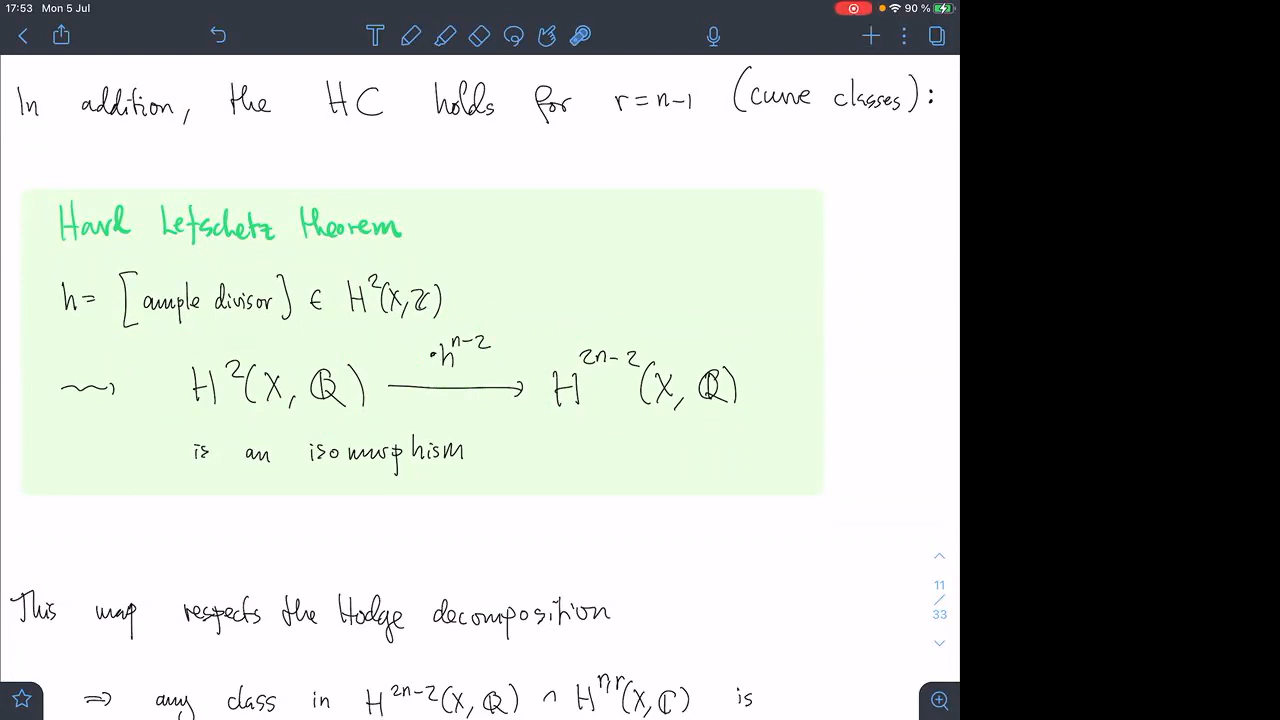 17:53 Mon 5 Jul 90 %
In addition, the HC holds for r = n-1 (curve classes):
Hard Lefschetz theorem
h = [ample divisor] ∈ H²(X, ℤ)
⇝ H²(X, ℚ) —·hⁿ⁻²→ H²ⁿ⁻²(X, ℚ)
is an isomorphism
11
/
33
This map respects the Hodge decomposition
⇒ any class in H²ⁿ⁻²(X, ℚ) ∩ (X, ℂ) is